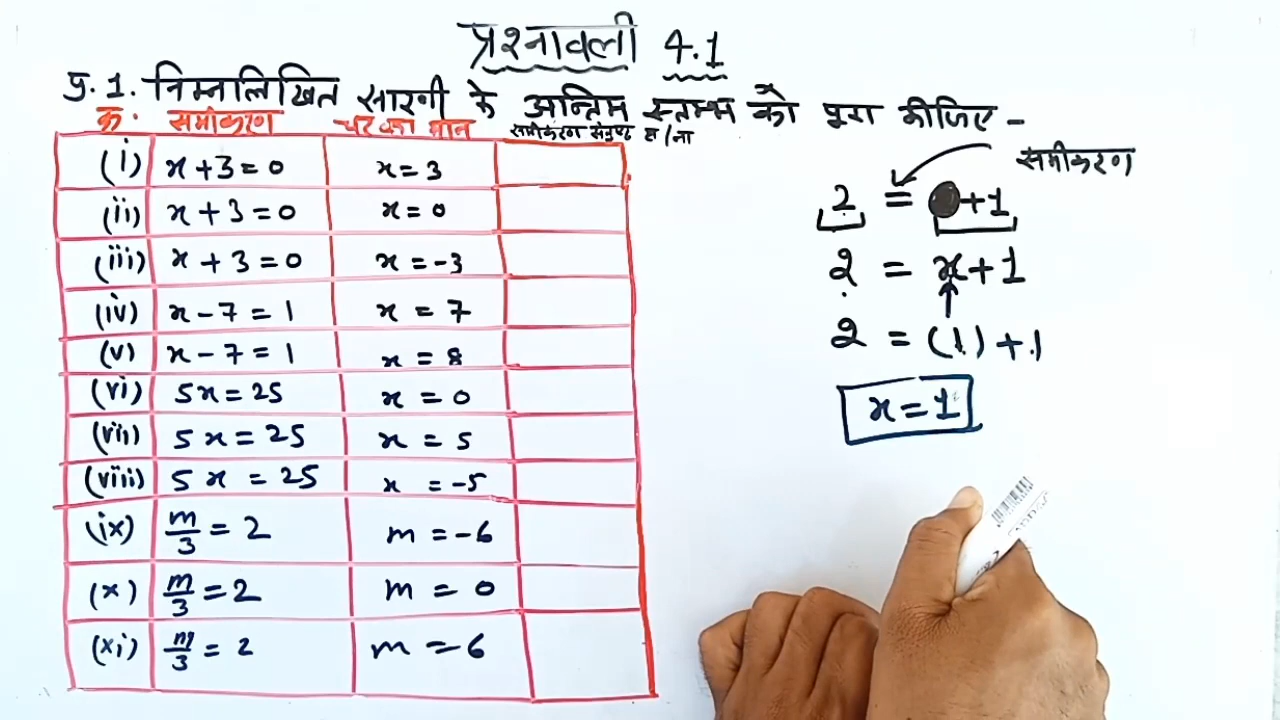 प्रश्नावली 4.1
प्र. 1. निम्नलिखित सारणी के अन्तिम स्तम्भ को पूरा कीजिए -
क्र. समीकरण चर का मान समीकरण संतुष्ट हा/ना
(i) x + 3 = 0 x = 3
(ii) x + 3 = 0 x = 0
(iii) x + 3 = 0 x = -3
(iv) x - 7 = 1 x = 7
(v) x - 7 = 1 x = 8
(vi) 5x = 25 x = 0
(vii) 5x = 25 x = 5
(viii) 5x = 25 x = -5
(ix) m/3 = 2 m = -6
(x) m/3 = 2 m = 0
(xi) m/3 = 2 m = 6
समीकरण
2 = ●+1
2 = x+1
2 = (1)+1
x = 1